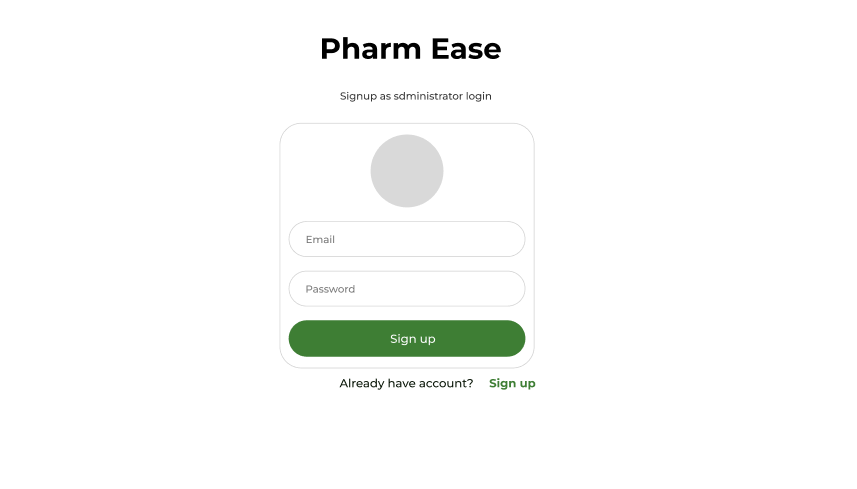 Pharm Ease
Signup as sdministrator login
Email
Password
Sign up
Already have account? Sign up